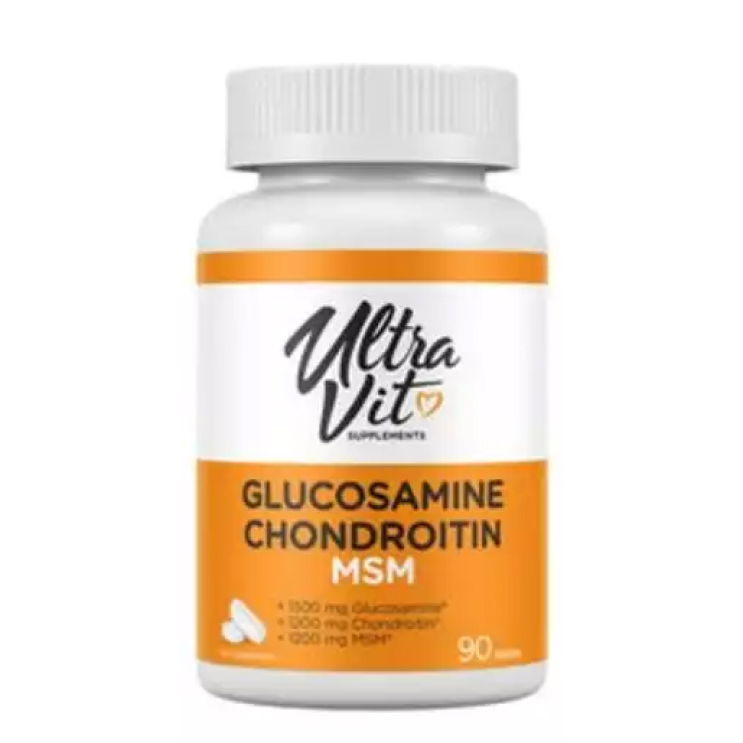 Ultra
Vit
SUPPLEMENTS
GLUCOSAMINE
CHONDROITIN
MSM
• 1500 mg Glucosamine*
• 1200 mg Chondroitin*
• 1200 mg MSM*
90